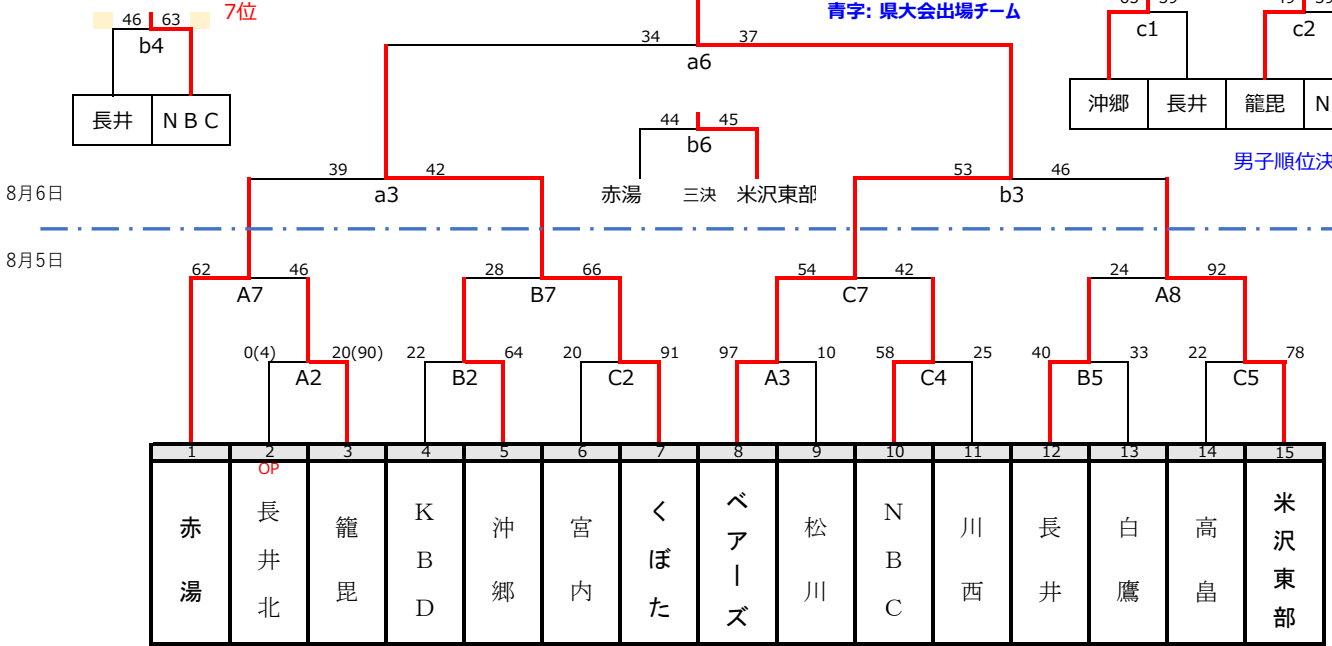 46 63 7位
青字: 県大会出場チーム
b4
c1
c2
34 37
a6
長井 NBC
沖郷 長井 籠毘 N
44 45
b6
男子順位決
39 42
53 46
8月6日
a3
赤湯 三決 米沢東部
b3
8月5日
62 46
28 66
54 42
24 92
A7
B7
C7
A8
0(4) 20(90)
22 64
20 91
97 10
58 25
40 33
22 78
A2
B2
C2
A3
C4
B5
C5
1 2 3 4 5 6 7 8 9 10 11 12 13 14 15
OP
赤湯
長井北
籠毘
KBD
沖郷
宮内
くぼた
ベアーズ
松川
NBC
川西
長井
白鷹
高畠
米沢東部